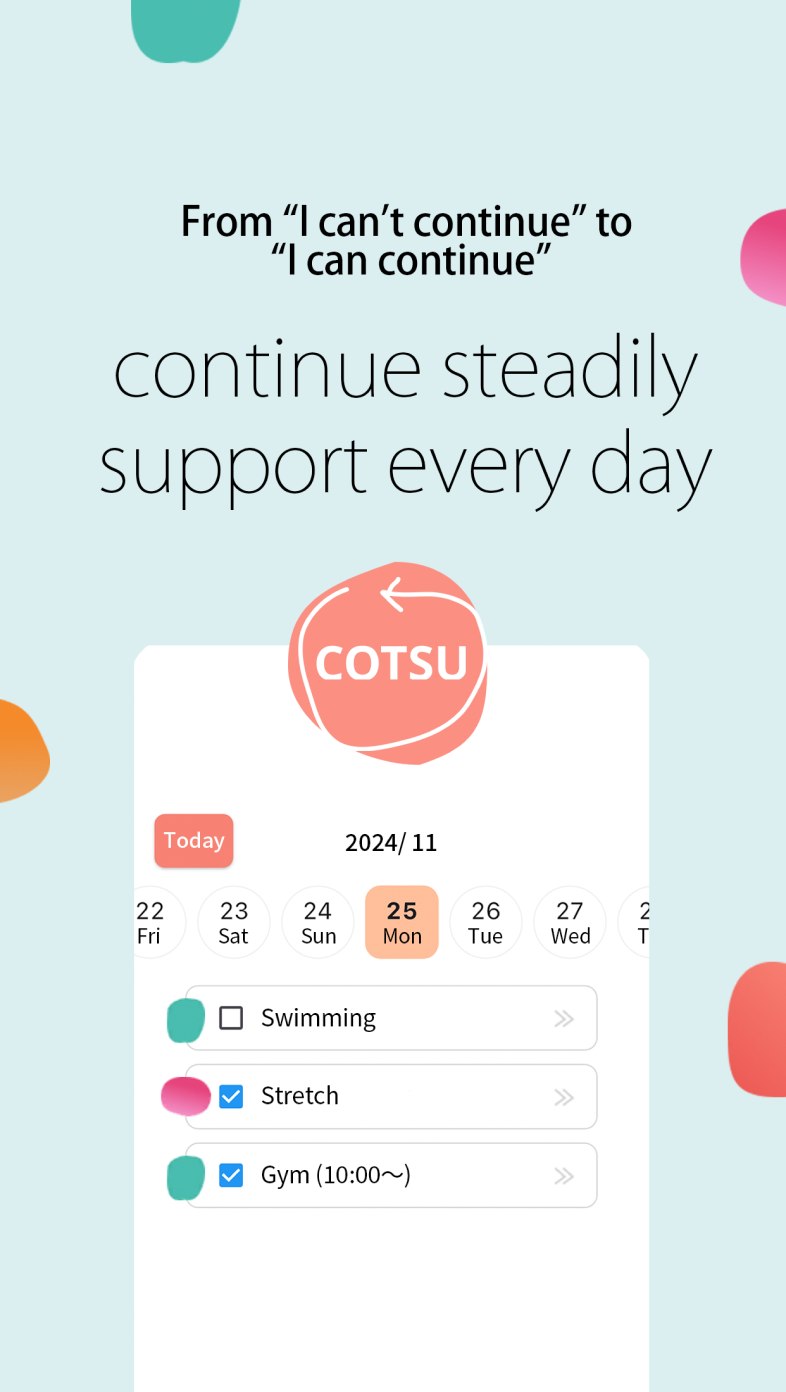 From “I can’t continue” to
“I can continue”
continue steadily
support every day
COTSU
Today
2024/ 11
22 23 24 25 26 27 2
Fri Sat Sun Mon Tue Wed T
Swimming
Stretch
Gym (10:00～)